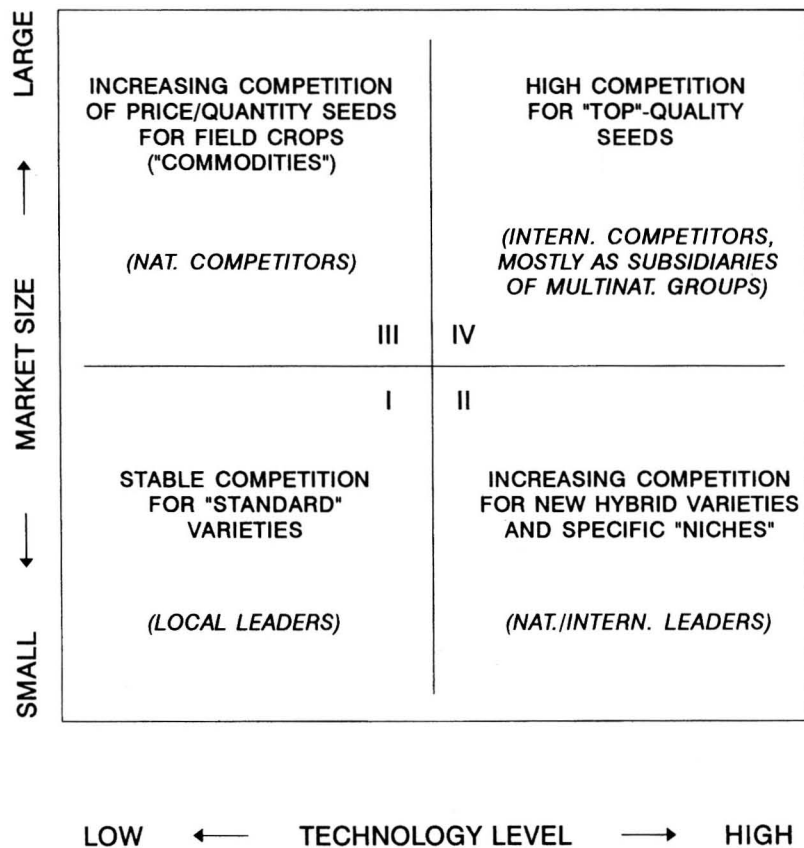 LARGE
MARKET SIZE
SMALL
INCREASING COMPETITION
OF PRICE/QUANTITY SEEDS
FOR FIELD CROPS
("COMMODITIES")
(NAT. COMPETITORS)
III
HIGH COMPETITION
FOR "TOP"-QUALITY
SEEDS
(INTERN. COMPETITORS,
MOSTLY AS SUBSIDIARIES
OF MULTINAT. GROUPS)
IV
I
STABLE COMPETITION
FOR "STANDARD"
VARIETIES
(LOCAL LEADERS)
II
INCREASING COMPETITION
FOR NEW HYBRID VARIETIES
AND SPECIFIC "NICHES"
(NAT./INTERN. LEADERS)
LOW ← TECHNOLOGY LEVEL → HIGH